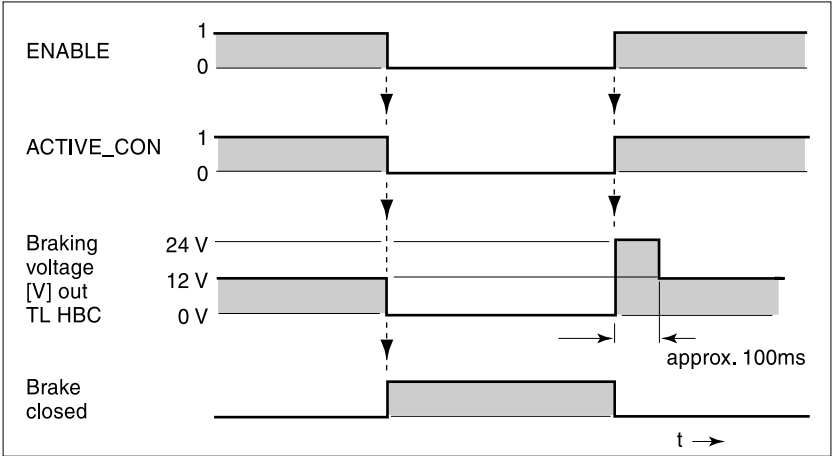 ENABLE
1
0
ACTIVE_CON
1
0
Braking
voltage
[V] out
TL HBC
24 V
12 V
0 V
approx. 100ms
Brake
closed
t